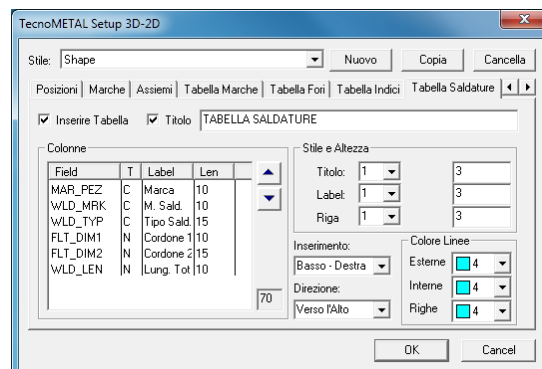 TecnoMETAL Setup 3D-2D
Stile: Shape Nuovo Copia Cancella
Posizioni Marche Assiemi Tabella Marche Tabella Fori Tabella Indici Tabella Saldature
Inserire Tabella Titolo TABELLA SALDATURE
Colonne
Field T Label Len
MAR_PEZ C Marca 10
WLD_MRK C M. Sald. 10
WLD_TYP C Tipo Sald. 15
FLT_DIM1 N Cordone 1 10
FLT_DIM2 N Cordone 2 15
WLD_LEN N Lung. Tot 10
70
Stile e Altezza
Titolo: 1 3
Label: 1 3
Riga 1 3
Inserimento:
Basso - Destra
Direzione:
Verso l'Alto
Colore Linee
Esterne 4
Interne 4
Righe 4
OK Cancel